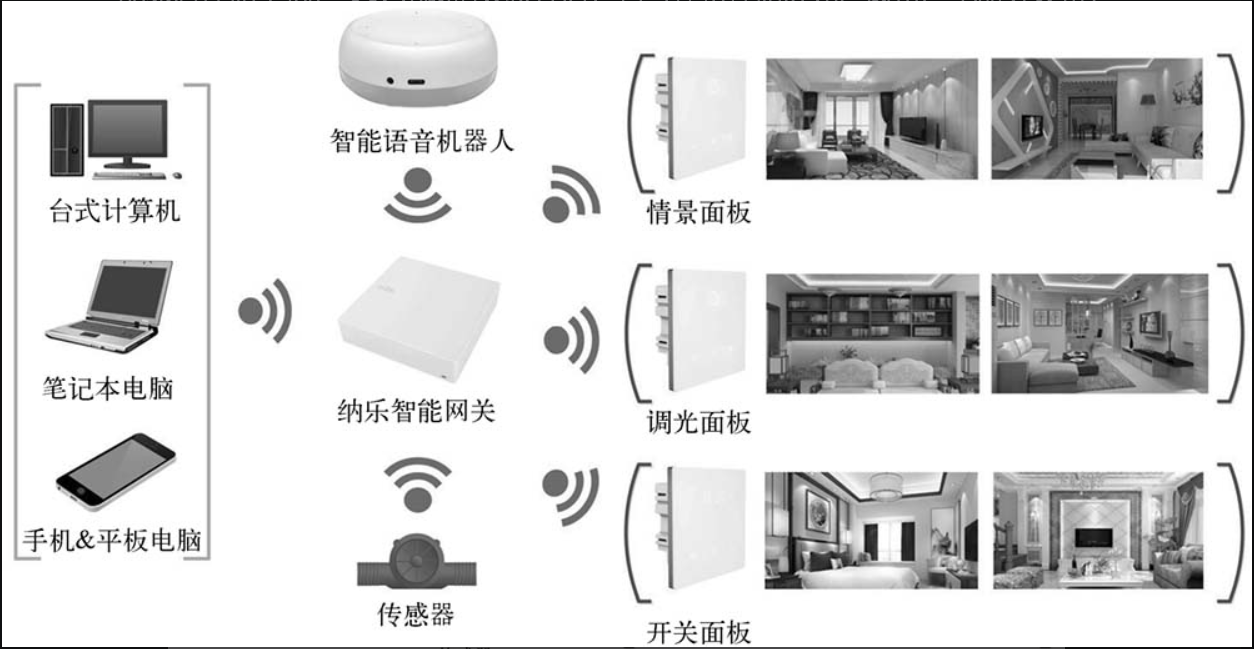 智能语音机器人
台式计算机
情景面板
笔记本电脑
纳乐智能网关
调光面板
手机&平板电脑
传感器
开关面板